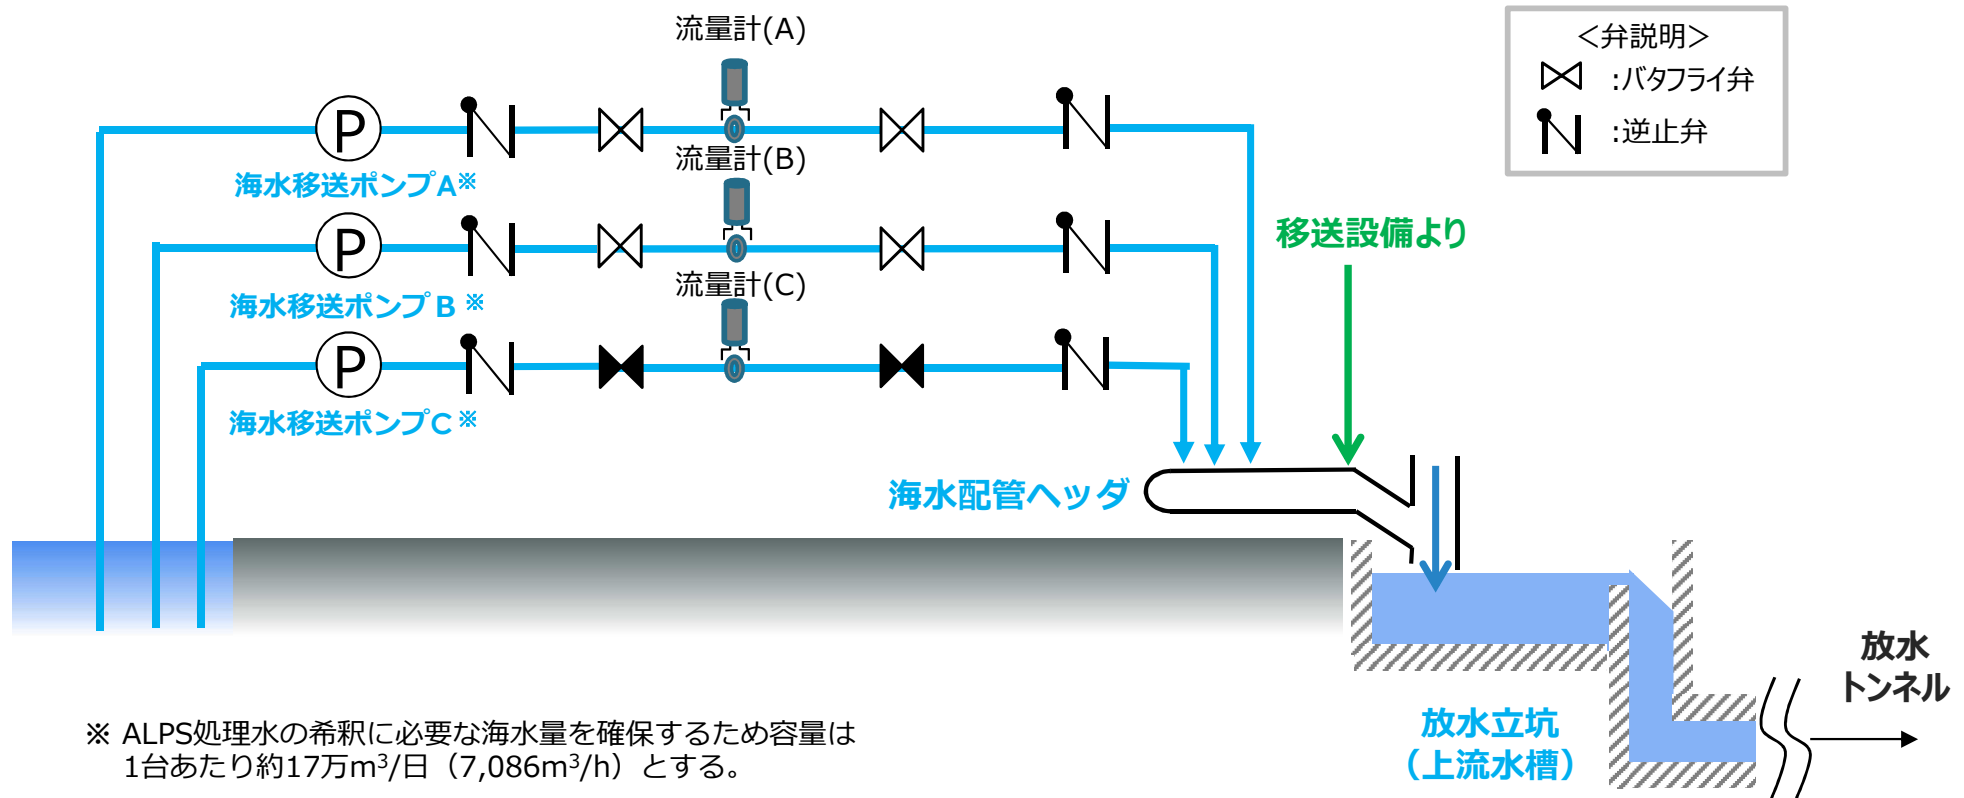 流量計(A)
<弁説明>
:バタフライ弁
:逆止弁
P
海水移送ポンプA※
流量計(B)
P
海水移送ポンプB ※
流量計(C)
P
海水移送ポンプC※
移送設備より
海水配管ヘッダ
放水
トンネル
放水立坑
(上流水槽)
※ ALPS処理水の希釈に必要な海水量を確保するため容量は
1台あたり約17万m³/日(7,086m³/h)とする。